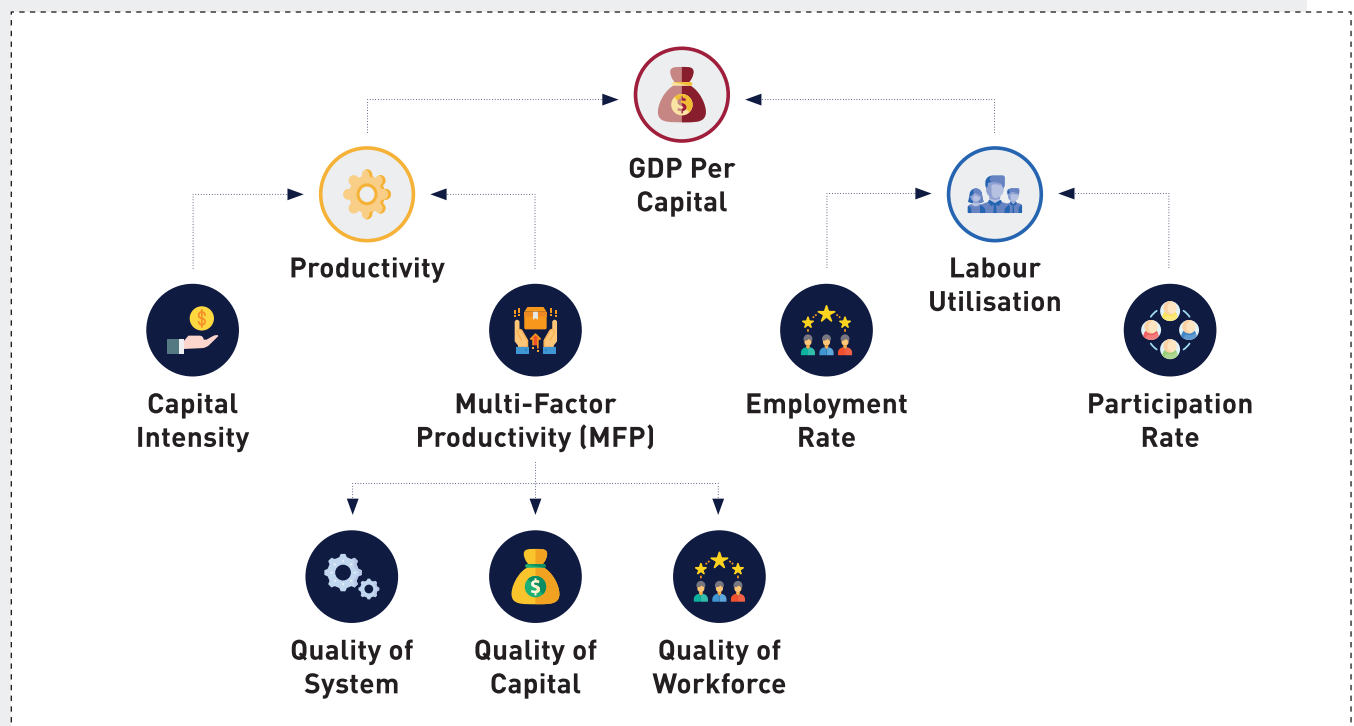 GDP Per
Capital
Productivity
Labour
Utilisation
Capital
Intensity
Multi-Factor
Productivity (MFP)
Employment
Rate
Participation
Rate
Quality of
System
Quality of
Capital
Quality of
Workforce